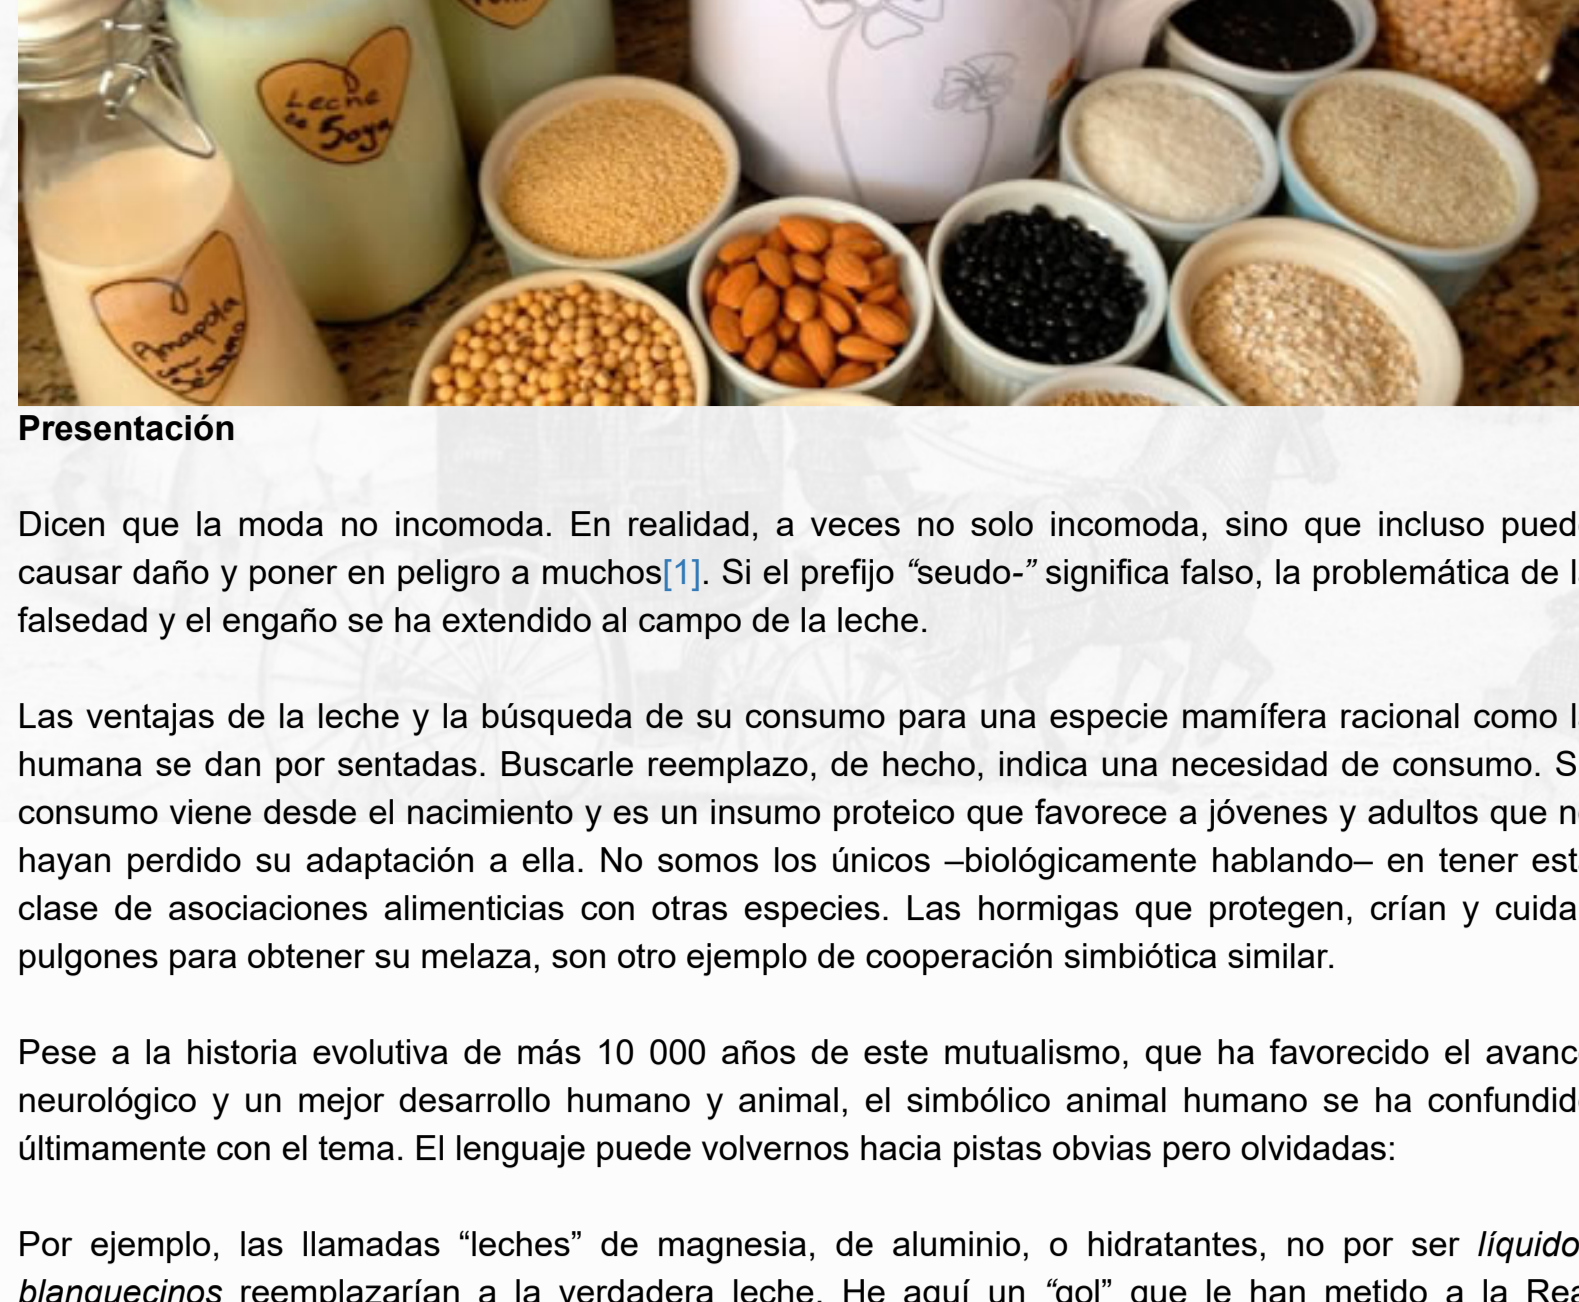 Leche
de Soya
Amapola
con
Sésamo
Presentación
Dicen que la moda no incomoda. En realidad, a veces no solo incomoda, sino que incluso pued
causar daño y poner en peligro a muchos[1]. Si el prefijo “seudo-” significa falso, la problemática de l
falsedad y el engaño se ha extendido al campo de la leche.
Las ventajas de la leche y la búsqueda de su consumo para una especie mamífera racional como l
humana se dan por sentadas. Buscarle reemplazo, de hecho, indica una necesidad de consumo. S
consumo viene desde el nacimiento y es un insumo proteico que favorece a jóvenes y adultos que n
hayan perdido su adaptación a ella. No somos los únicos –biológicamente hablando– en tener est
clase de asociaciones alimenticias con otras especies. Las hormigas que protegen, crían y cuida
pulgones para obtener su melaza, son otro ejemplo de cooperación simbiótica similar.
Pese a la historia evolutiva de más 10 000 años de este mutualismo, que ha favorecido el avanc
neurológico y un mejor desarrollo humano y animal, el simbólico animal humano se ha confundid
últimamente con el tema. El lenguaje puede volvernos hacia pistas obvias pero olvidadas:
Por ejemplo, las llamadas “leches” de magnesia, de aluminio, o hidratantes, no por ser líquido
blanquecinos reemplazarían a la verdadera leche. He aquí un “gol” que le han metido a la Rea